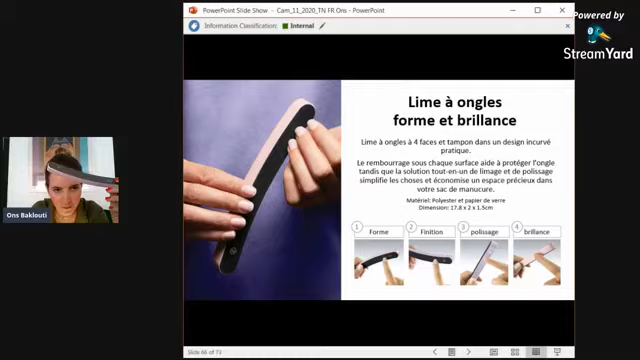 PowerPoint Slide Show - Cam_11_2020_TN FR Ons - PowerPoint
Information Classification: Internal
Powered by
StreamYard
Lime à ongles
forme et brillance
Lime à ongles à 4 faces et tampon dans un design incurvé
pratique.
Le rembourrage sous chaque surface aide à protéger l'ongle
tandis que la solution tout-en-un de limage et de polissage
simplifie les choses et économise un espace précieux dans
votre sac de manucure.
Matériel: Polyester et papier de verre
Dimension: 17.8 x 2 x 1.5cm
1 Forme
2 Finition
3 polissage
4 brillance
Ons Baklouti
Slide 66 of 73